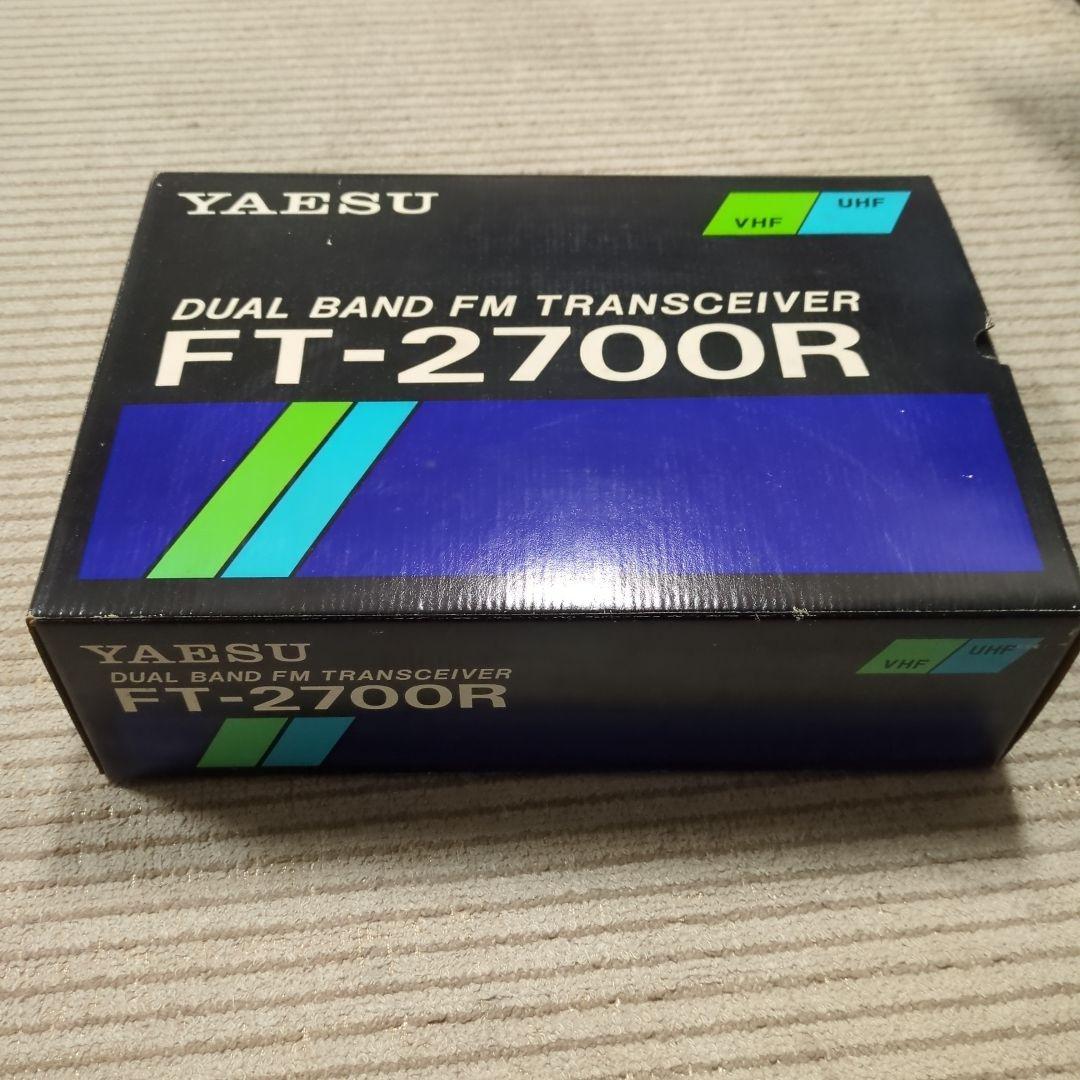 YAESU
VHF UHF
DUAL BAND FM TRANSCEIVER
FT-2700R
YAESU
VHF UHF
DUAL BAND FM TRANSCEIVER
FT-2700R